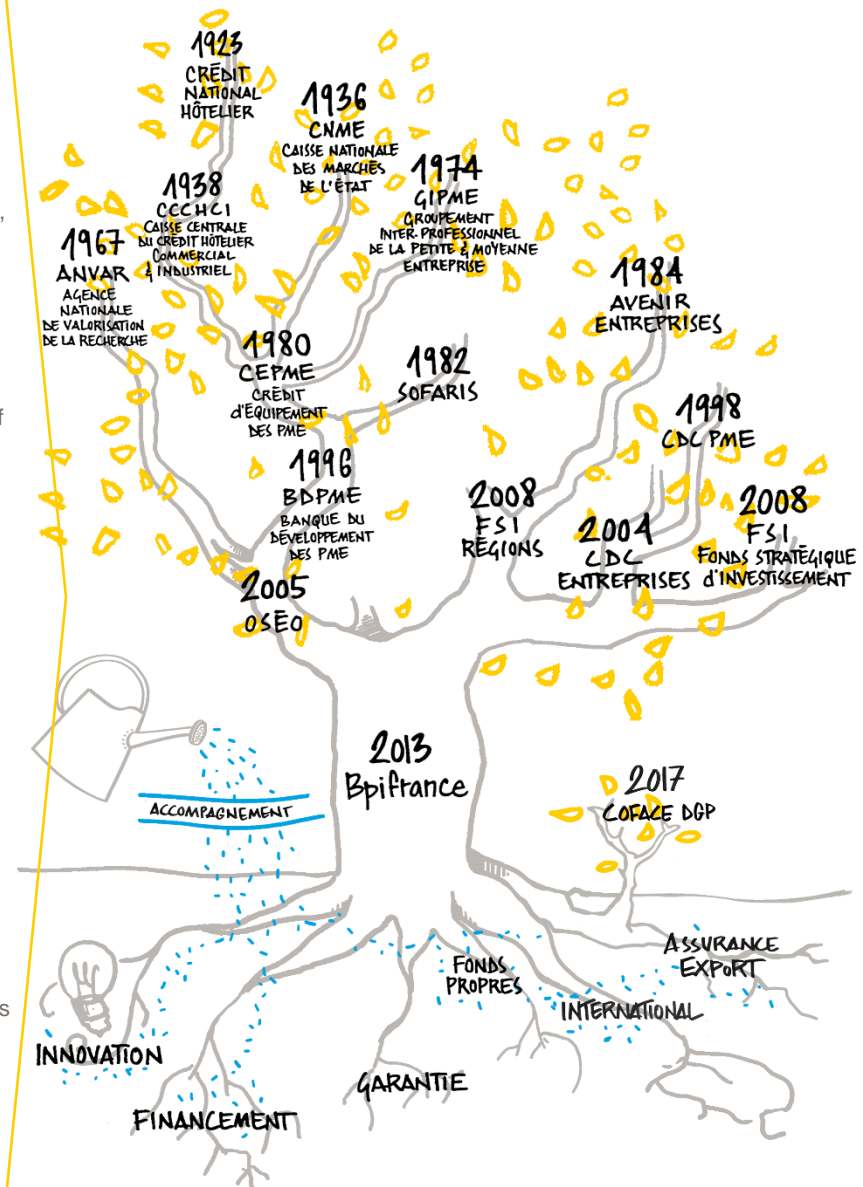 1923
CRÉDIT
NATIONAL
HÔTELIER
1936
CNME
CAISSE NATIONALE
DES MARCHÉS
DE L'ÉTAT
1974
GIPME
GROUPEMENT
INTER-PROFESSIONNEL
DE LA PETITE & MOYENNE
ENTREPRISE
1938
CCCHCI
CAISSE CENTRALE
DU CRÉDIT HÔTELIER
COMMERCIAL
& INDUSTRIEL
,
1967
ANVAR
AGENCE
NATIONALE
DE VALORISATION
DE LA RECHERCHE
1984
AVENIR
ENTREPRISES
1980
CEPME
CRÉDIT
d'ÉQUIPEMENT
DES PME
1982
SOFARIS
f
1998
CDC PME
1996
BDPME
BANQUE DU
DÉVELOPPEMENT
DES PME
2008
FSI
RÉGIONS
2004
CDC
ENTREPRISES
2008
FSI
FONDS STRATÉGIQUE
d'INVESTISSEMENT
2005
OSÉO
2013
Bpifrance
ACCOMPAGNEMENT
2017
COFACE DGP
ASSURANCE
EXPORT
FONDS
PROPRES
INTERNATIONAL
s
INNOVATION
GARANTIE
FINANCEMENT